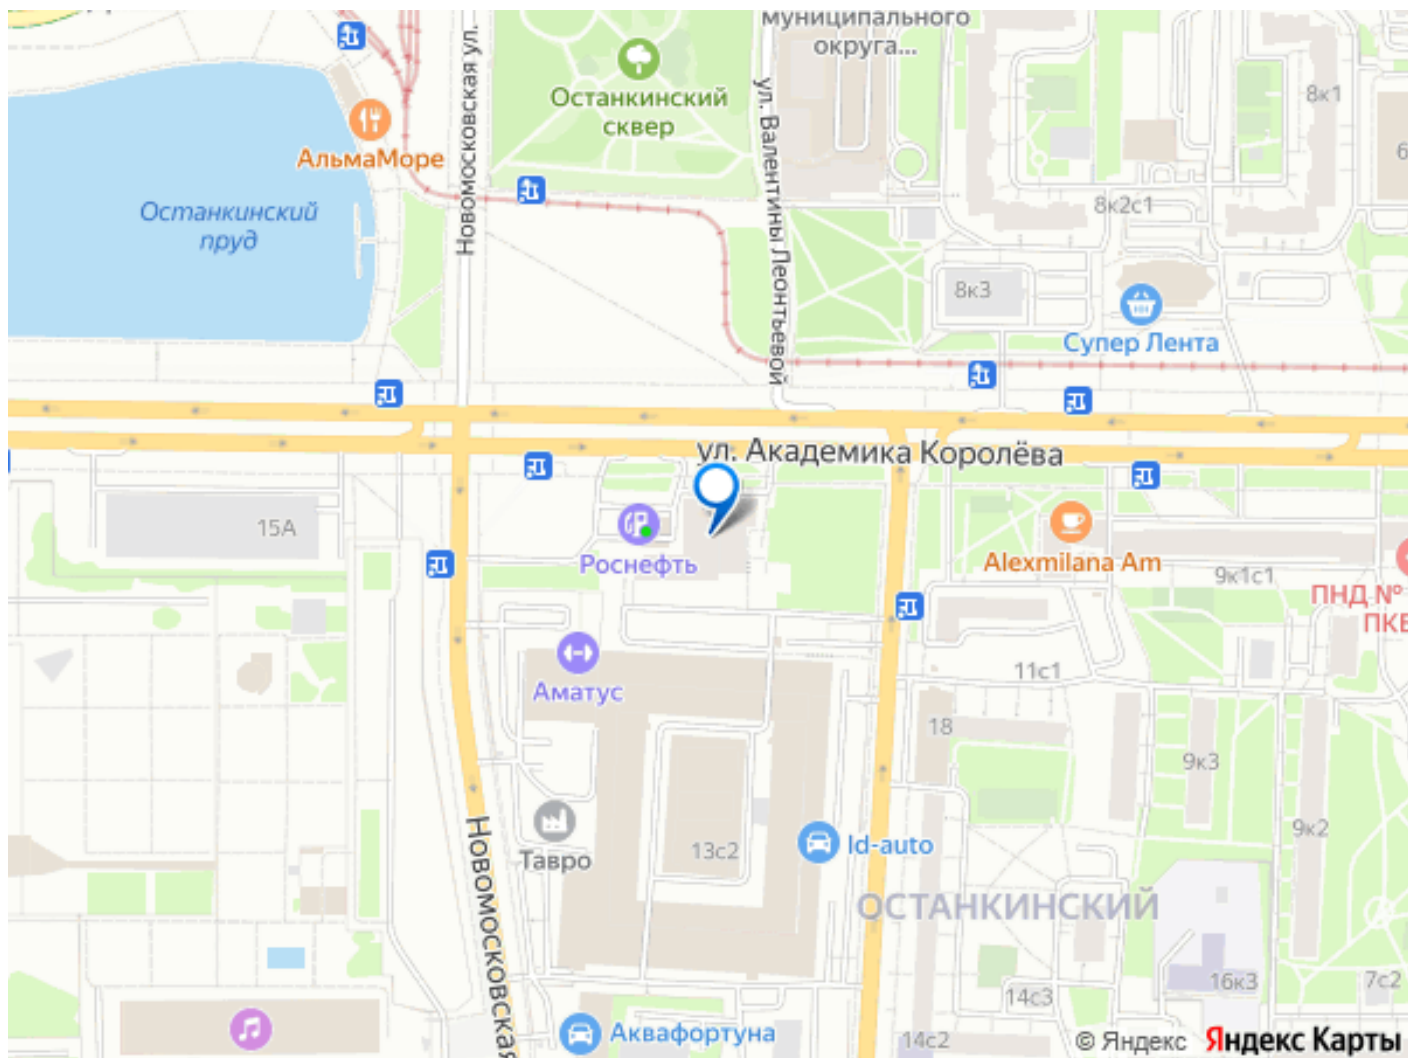 муниципального
округа...
Новомосковская ул.
ул. Валентины Леонтьевой
Останкинский
сквер
8к1
АльмаМоре
Останкинский
пруд
8к2с1
8к3
Супер Лента
ул. Академика Королёва
15А
Роснефть
Alexmilana Am
9к1с1
ПНД №
11с1
Аматус
18
9к3
9к2
Тавро
13с2
Id-auto
ОСТАНКИНСКИЙ
Новомосковская
16к3
7с2
14с3
Аквафортуна
14с2
© Яндекс Яндекс Карты